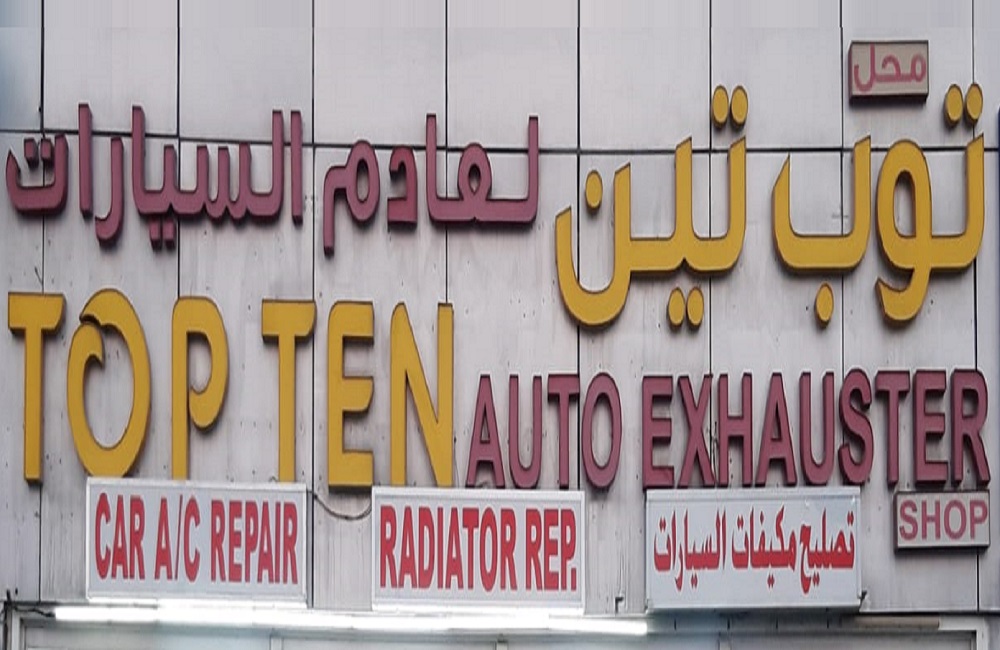 محل
توب تين لعادم السيارات
TOP TEN AUTO EXHAUSTER
SHOP
CAR A/C REPAIR
RADIATOR REP.
تصليح مكيفات السيارات